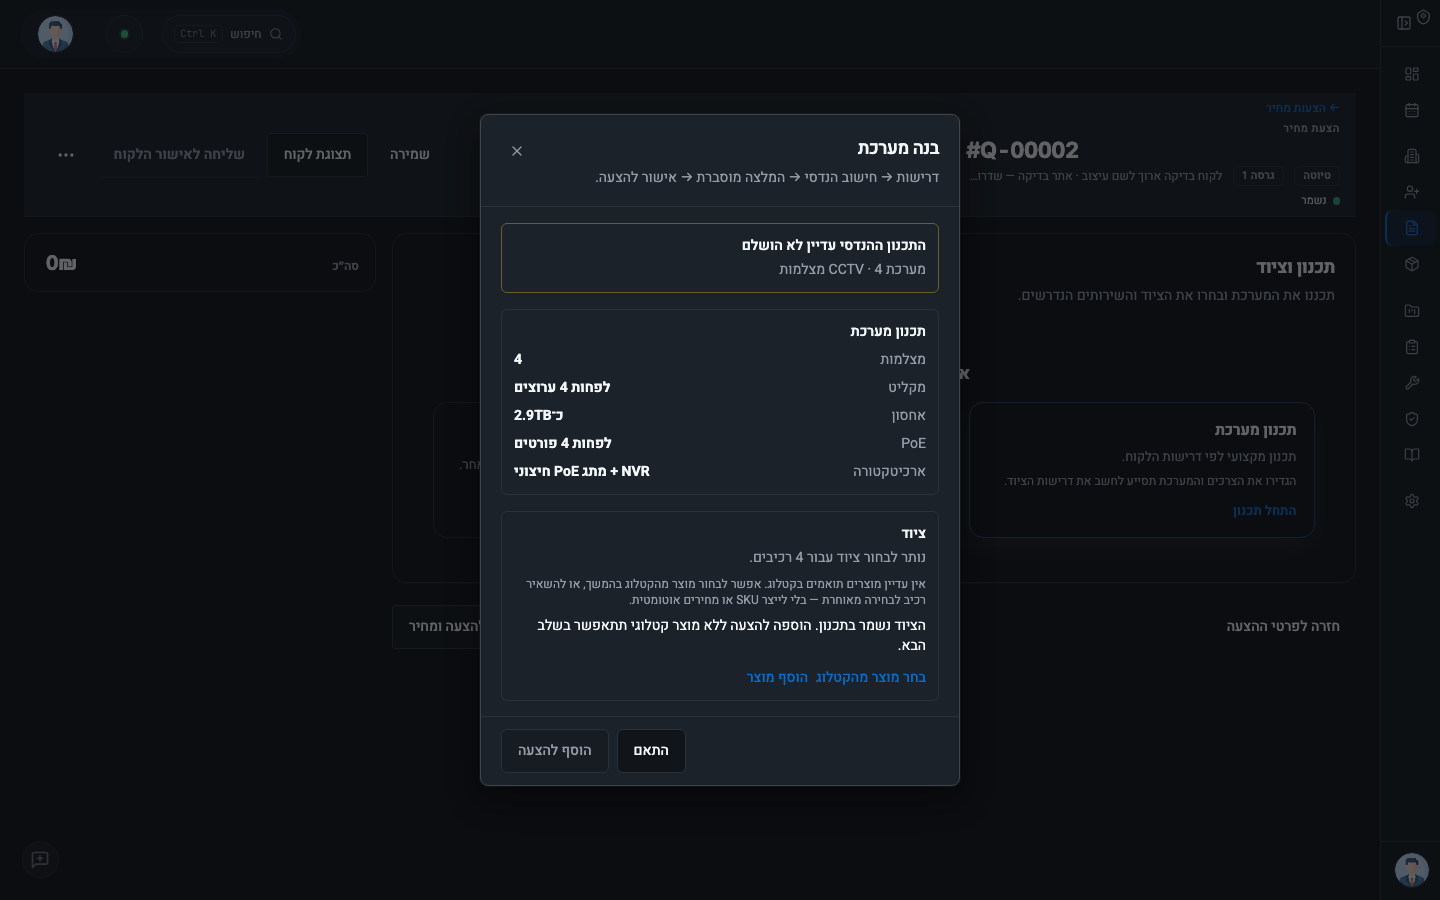 חיפוש
Ctrl K
← הצעות מחיר
הצעת מחיר
#Q-00002
טיוטה
גרסה 1
לקוח בדיקה ארוך לשם עיצוב · אתר בדיקה — שדרו...
נשמר
שמירה
תצוגת לקוח
שליחה לאישור הלקוח
תכנון וציוד
תכננו את המערכת ובחרו את הציוד והשירותים הנדרשים.
תכנון מערכת
תכנון מקצועי לפי דרישות הלקוח.
הגדירו את הצרכים והמערכת תסייע לחשב את דרישות הציוד.
התחל תכנון
סה״כ
0₪
חזרה לפרטי ההצעה
בנה מערכת
דרישות → חישוב הנדסי → המלצה מוסברת → אישור להצעה.
התכנון ההנדסי עדיין לא הושלם
מערכת CCTV · 4 מצלמות
תכנון מערכת
מצלמות
4
מקליט
לפחות 4 ערוצים
אחסון
כ־2.9TB
PoE
לפחות 4 פורטים
ארכיטקטורה
NVR + מתג PoE חיצוני
ציוד
נותר לבחור ציוד עבור 4 רכיבים.
אין עדיין מוצרים תואמים בקטלוג. אפשר לבחור מוצר מהקטלוג בהמשך, או להשאיר
רכיב לבחירה מאוחרת — בלי לייצר SKU או מחירים אוטומטית.
הציוד נשמר בתכנון. הוספה להצעה ללא מוצר קטלוגי תתאפשר בשלב
הבא.
בחר מוצר מהקטלוג
הוסף מוצר
התאם
הוסף להצעה